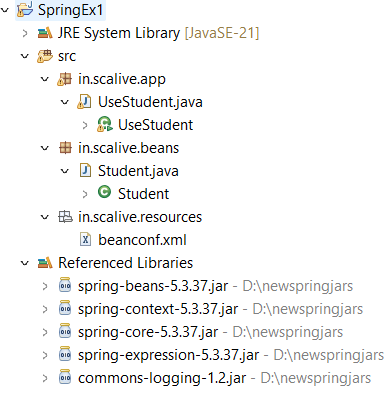 SpringEx1
JRE System Library [JavaSE-21]
src
in.scalive.app
UseStudent.java
UseStudent
in.scalive.beans
Student.java
Student
in.scalive.resources
beanconf.xml
Referenced Libraries
spring-beans-5.3.37.jar - D:\newspringjars
spring-context-5.3.37.jar - D:\newspringjars
spring-core-5.3.37.jar - D:\newspringjars
spring-expression-5.3.37.jar - D:\newspringjars
commons-logging-1.2.jar - D:\newspringjars